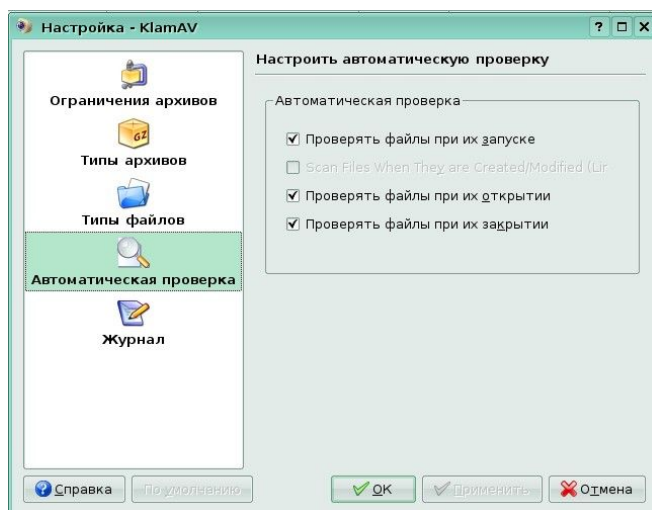 Настройка - KlamAV
Ограничения архивов
GZ
Типы архивов
Типы файлов
Автоматическая проверка
Журнал
Настроить автоматическую проверку
Автоматическая проверка
Проверять файлы при их запуске
Scan Files When They are Created/Modified (Lir
Проверять файлы при их открытии
Проверять файлы при их закрытии
Справка
По умолчанию
OK
Применить
Отмена